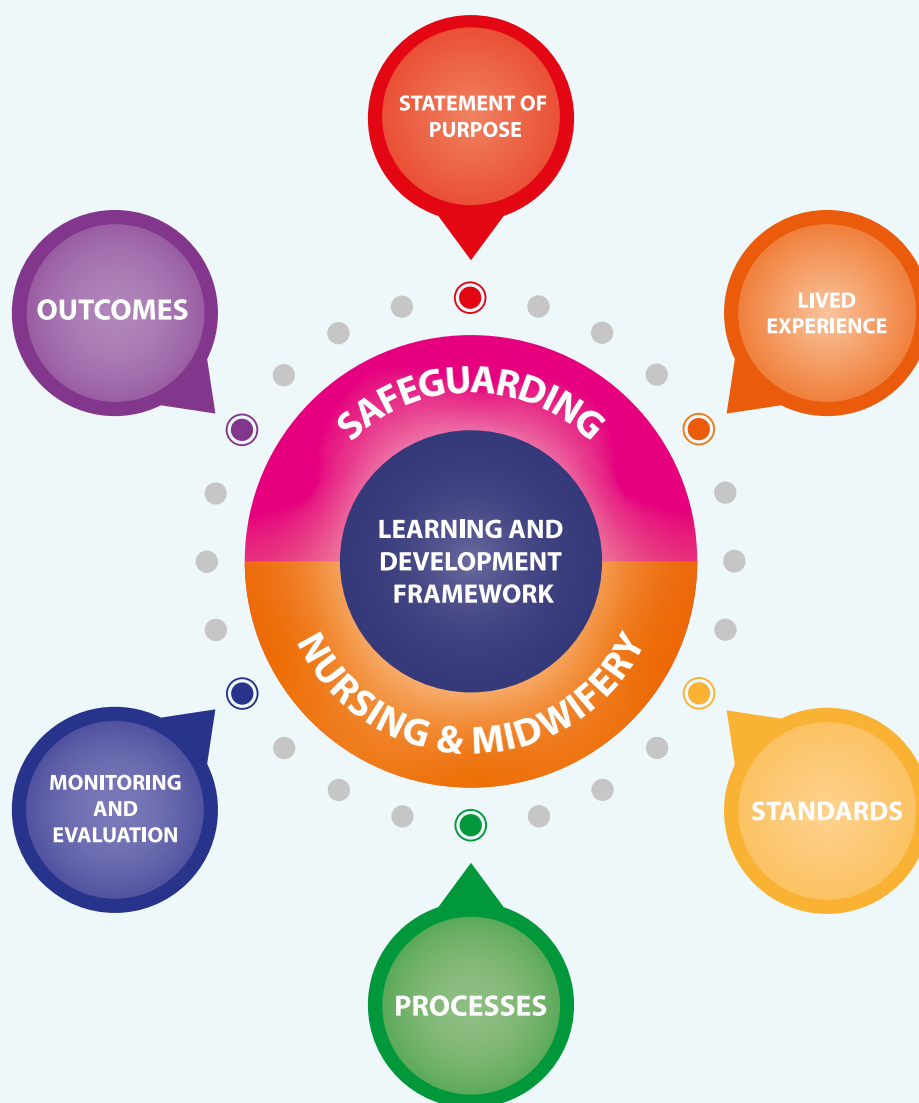 STATEMENT OF
PURPOSE
OUTCOMES
LIVED
EXPERIENCE
SAFEGUARDING
LEARNING AND
DEVELOPMENT
FRAMEWORK
NURSING & MIDWIFERY
MONITORING
AND
EVALUATION
STANDARDS
PROCESSES